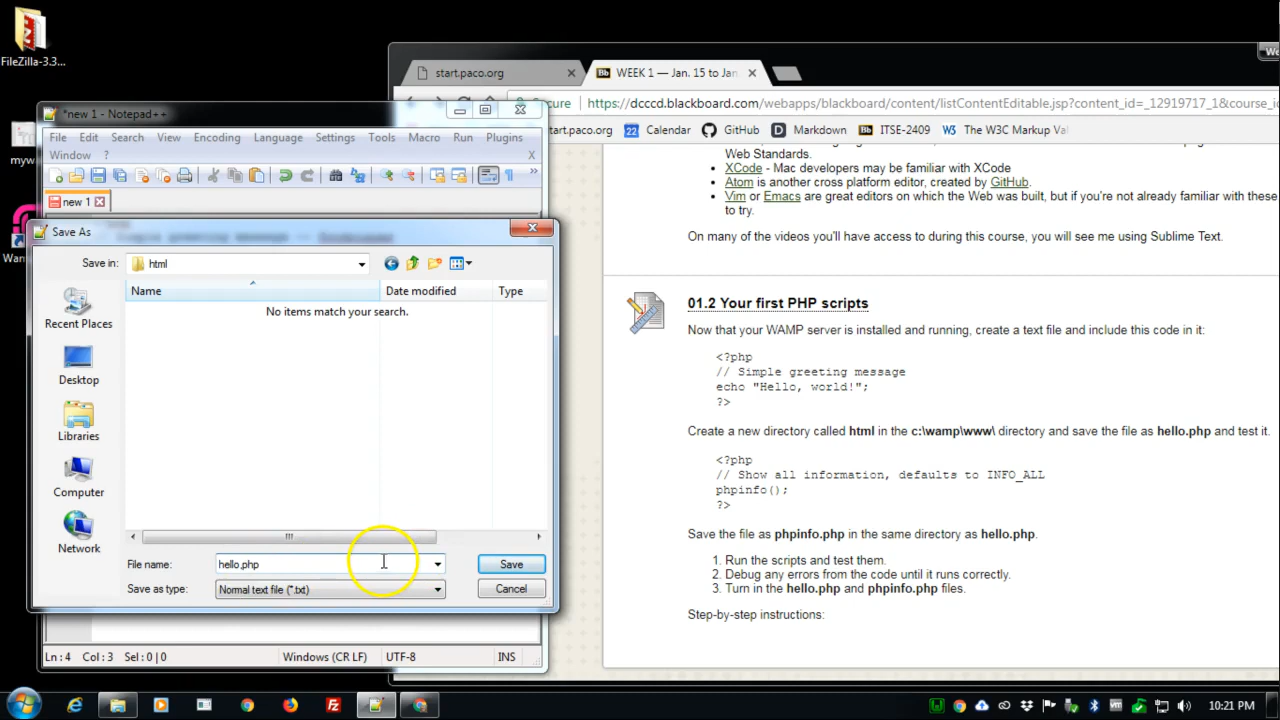 FileZilla-3.3...
start.paco.org
WEEK 1 — Jan. 15 to Jan
https://dcccd.blackboard.com/webapps/blackboard/content/listContentEditable.jsp?content_id=_12915717_1&course_i
start.paco.org
Calendar
GitHub
Markdown
ITSE-2409
The W3C Markup Val
*new 1 - Notepad++
File Edit Search View Encoding Language Settings Tools Macro Run Plugins
Window ? X
new 1
Save As
Save in: html
Name Date modified Type
No items match your search.
Recent Places
Desktop
Libraries
Computer
Network
File name: hello.php
Save
Save as type: Normal text file (*.txt)
Cancel
Ln : 4 Col : 3 Sel : 0 | 0 Windows (CR LF) UTF-8 INS
Web Standards.
XCode - Mac developers may be familiar with XCode
Atom is another cross platform editor, created by GitHub.
Vim or Emacs are great editors on which the Web was built, but if you're not already familiar with these
to try.
On many of the videos you'll have access to during this course, you will see me using Sublime Text.
01.2 Your first PHP scripts
Now that your WAMP server is installed and running, create a text file and include this code in it:
<?php
// Simple greeting message
echo "Hello, world!";
?>
Create a new directory called html in the c:\wamp\www\ directory and save the file as hello.php and test it.
<?php
// Show all information, defaults to INFO_ALL
phpinfo();
?>
Save the file as phpinfo.php in the same directory as hello.php.
1. Run the scripts and test them.
2. Debug any errors from the code until it runs correctly.
3. Turn in the hello.php and phpinfo.php files.
Step-by-step instructions:
10:21 PM